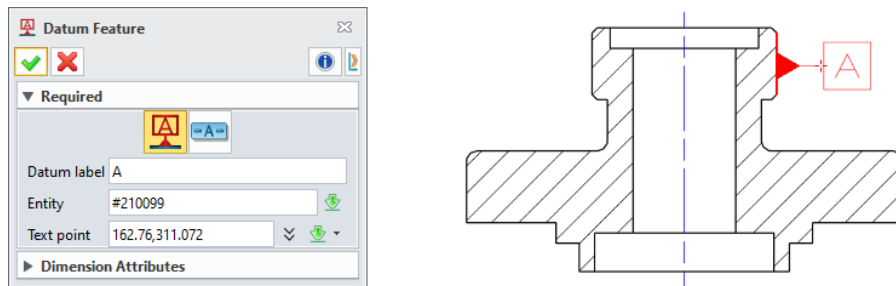 Datum Feature
Required
A
-A-
Datum label A
Entity #210099
Text point 162.76,311.072
Dimension Attributes
A